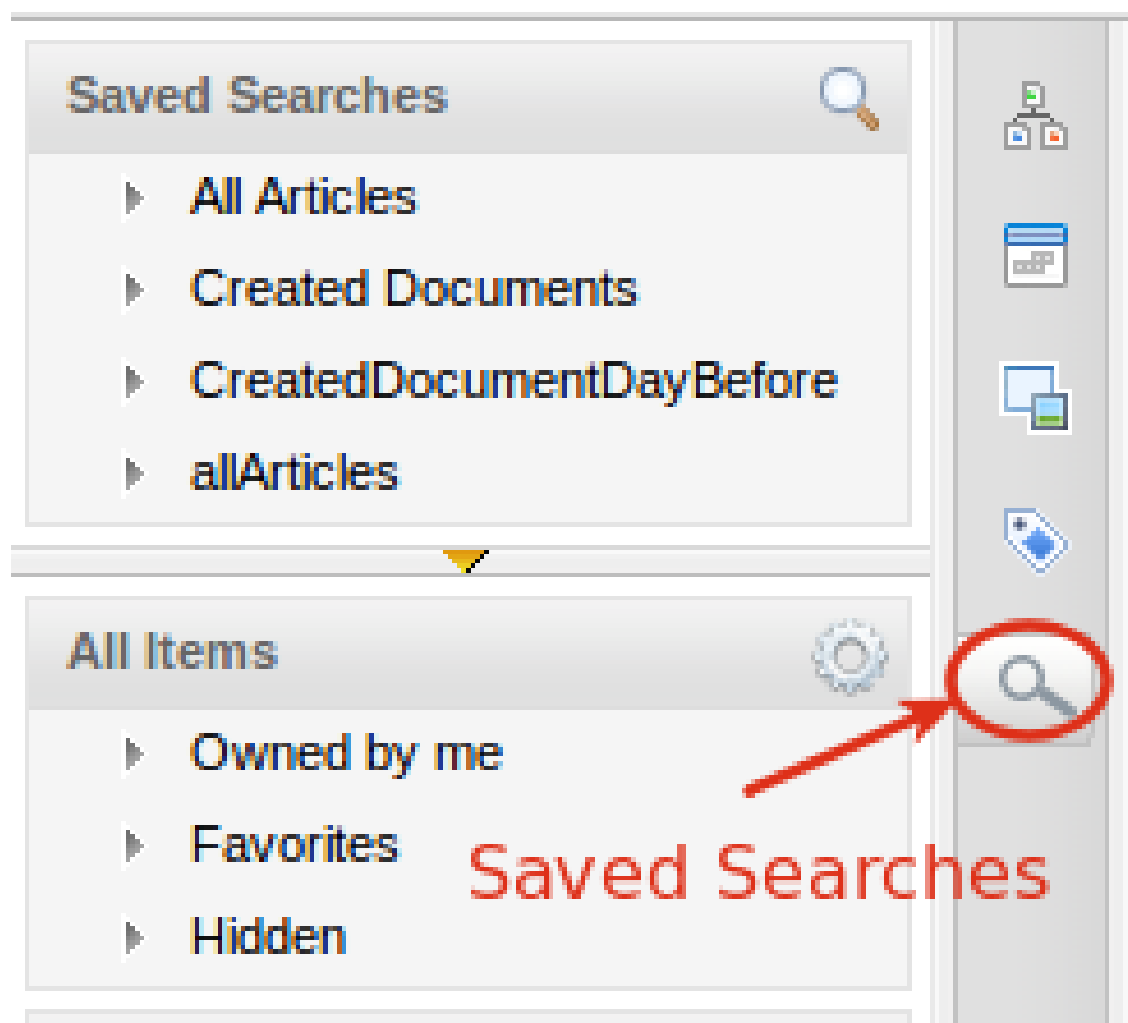 Saved Searches
All Articles
Created Documents
CreatedDocumentDayBefore
allArticles
All Items
Owned by me
Favorites
Saved Searches
Hidden